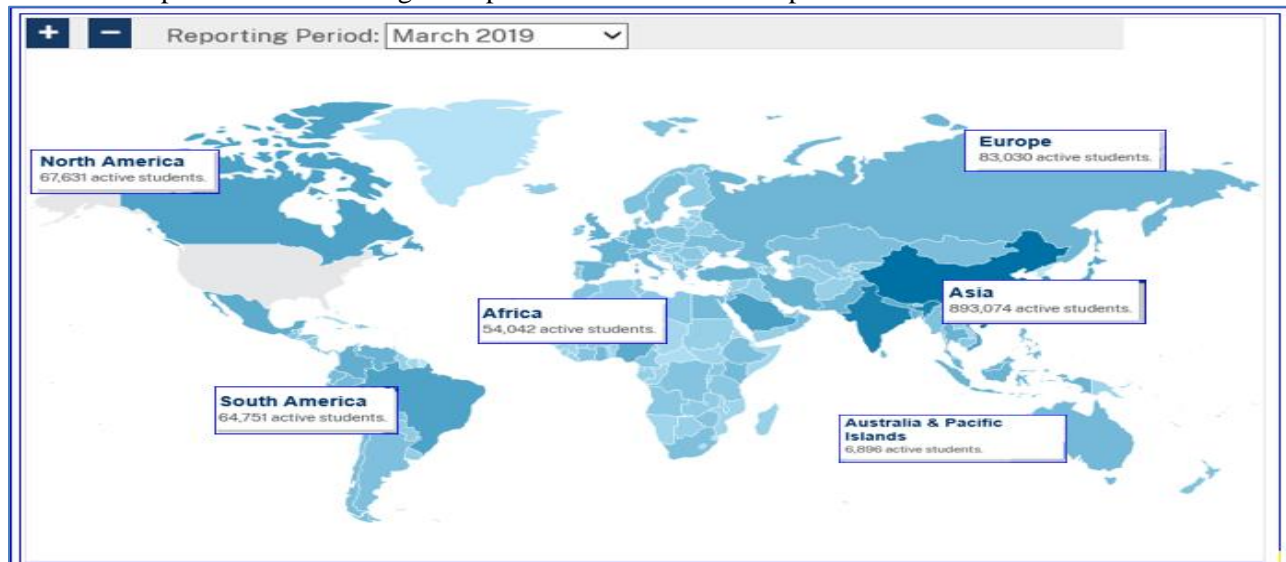 + − Reporting Period: March 2019
North America
67,631 active students.
Europe
83,030 active students.
Asia
893,074 active students.
Africa
54,042 active students.
South America
64,751 active students.
Australia & Pacific
Islands
6,896 active students.